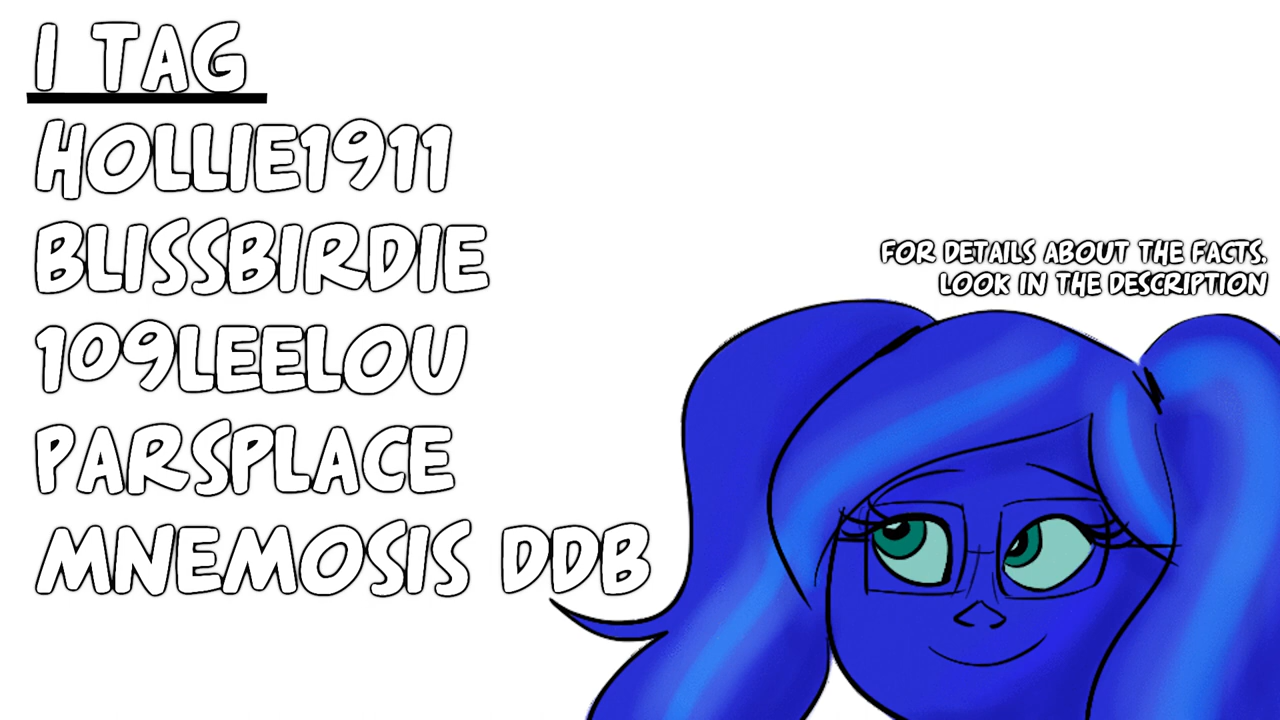 I TAG
HOLLIE1911
BLISSBIRDIE
109LEELOU
PARSPLACE
MNEMOSIS DDB
FOR DETAILS ABOUT THE FACTS.
LOOK IN THE DESCRIPTION